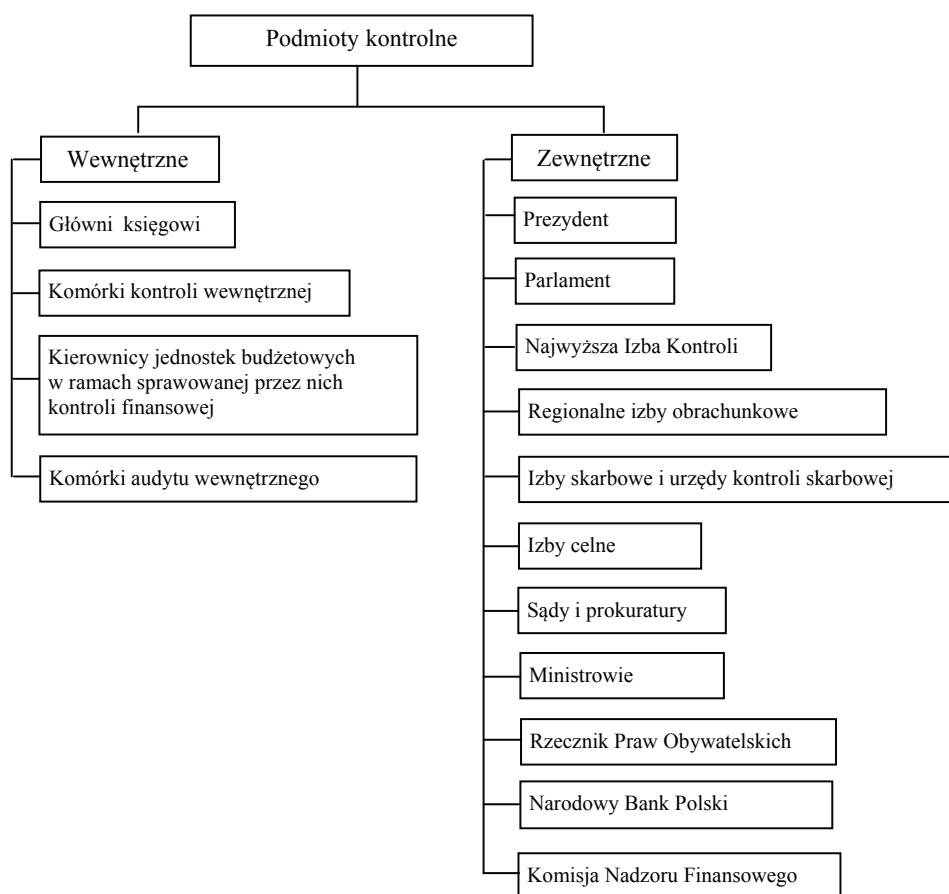 Podmioty kontrolne
Wewnętrzne
Główni księgowi
Komórki kontroli wewnętrznej
Kierownicy jednostek budżetowych
w ramach sprawowanej przez nich
kontroli finansowej
Komórki audytu wewnętrznego
Zewnętrzne
Prezydent
Parlament
Najwyższa Izba Kontroli
Regionalne izby obrachunkowe
Izby skarbowe i urzędy kontroli skarbowej
Izby celne
Sądy i prokuratury
Ministrowie
Rzecznik Praw Obywatelskich
Narodowy Bank Polski
Komisja Nadzoru Finansowego